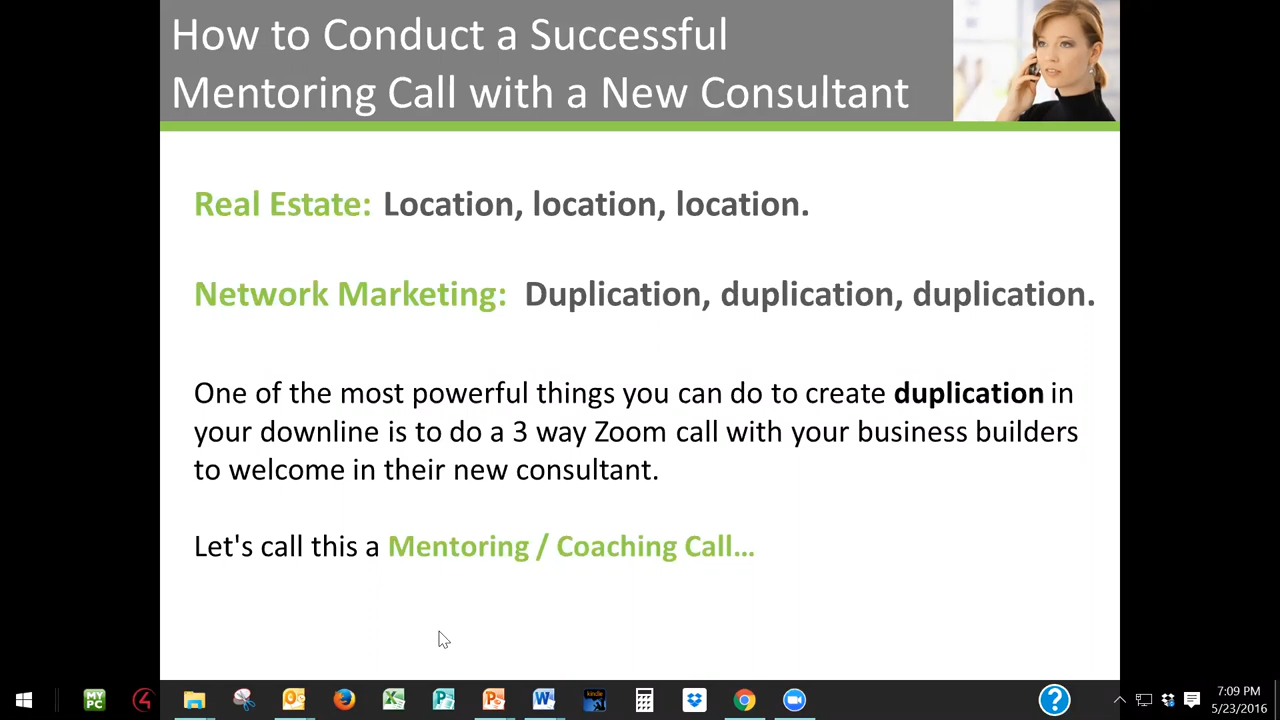 How to Conduct a Successful
Mentoring Call with a New Consultant
Real Estate: Location, location, location.
Network Marketing: Duplication, duplication, duplication.
One of the most powerful things you can do to create duplication in
your downline is to do a 3 way Zoom call with your business builders
to welcome in their new consultant.
Let's call this a Mentoring / Coaching Call…
MY
PC
kindle
?
7:09 PM
5/23/2016